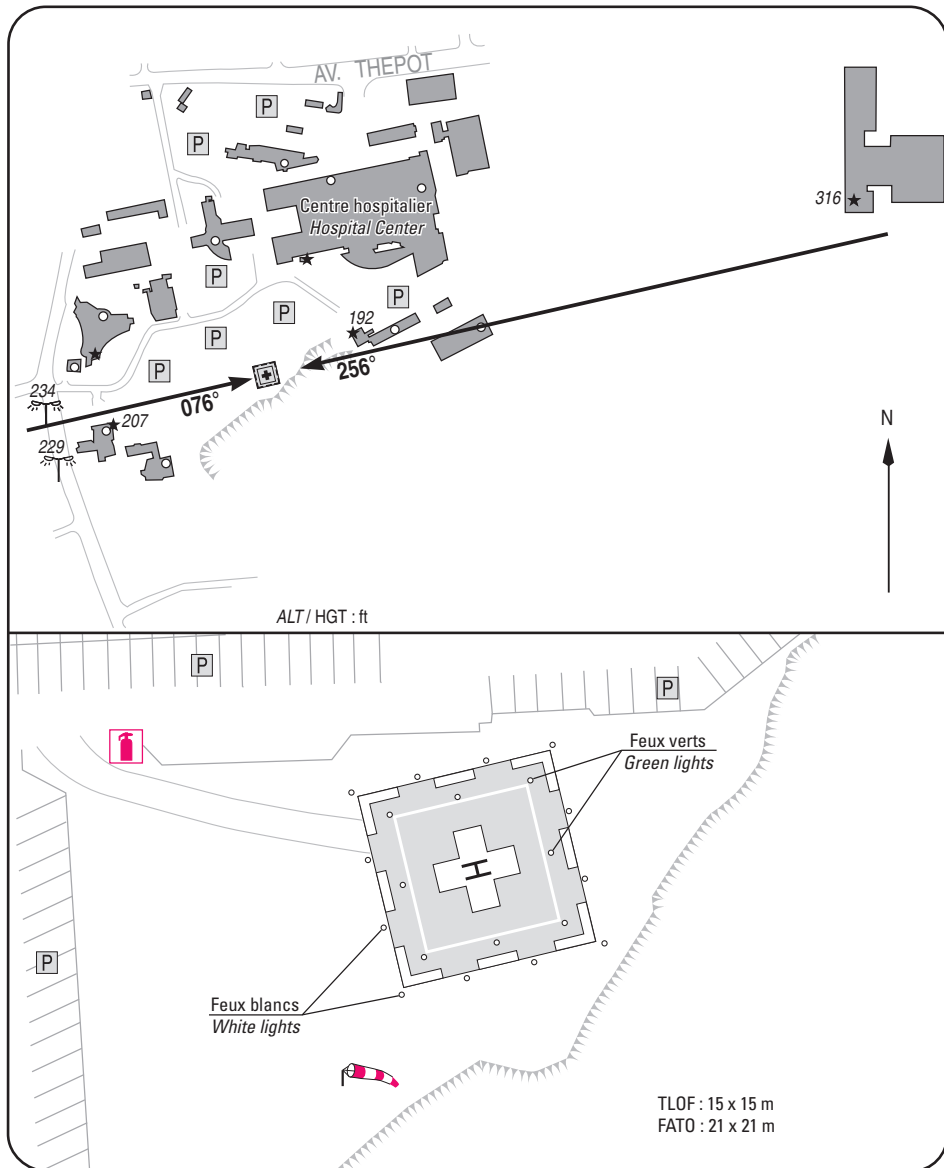 AV. THEPOT
P
P
316
Centre hospitalier
Hospital Center
P
P
P
192
P
P
256°
234
076°
207
229
N
ALT / HGT : ft
P
P
Feux verts
Green lights
H
P
Feux blancs
White lights
TLOF : 15 x 15 m
FATO : 21 x 21 m